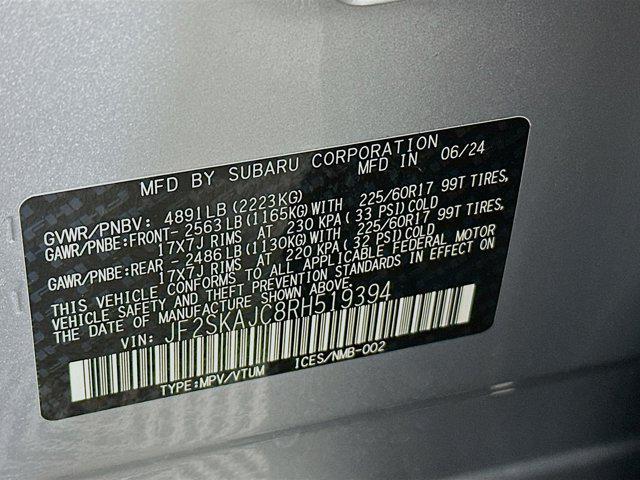 MFD BY SUBARU CORPORATION
MFD IN 06/24
GVWR/PNBV: 4891LB (2223KG)
GAWR/PNBE:FRONT- 2563LB (1165KG)WITH 225/60R17 99T TIRES,
17X7J RIMS AT 230 KPA (33 PSI)COLD
GAWR/PNBE:REAR - 2486LB (1130KG)WITH 225/60R17 99T TIRES,
17X7J RIMS AT 220 KPA (32 PSI)COLD
THIS VEHICLE CONFORMS TO ALL APPLICABLE FEDERAL MOTOR
VEHICLE SAFETY AND THEFT PREVENTION STANDARDS IN EFFECT ON
THE DATE OF MANUFACTURE SHOWN ABOVE.
VIN: JF2SKAJC8RH519394
TYPE:MPV/VTUM ICES/NMB-002